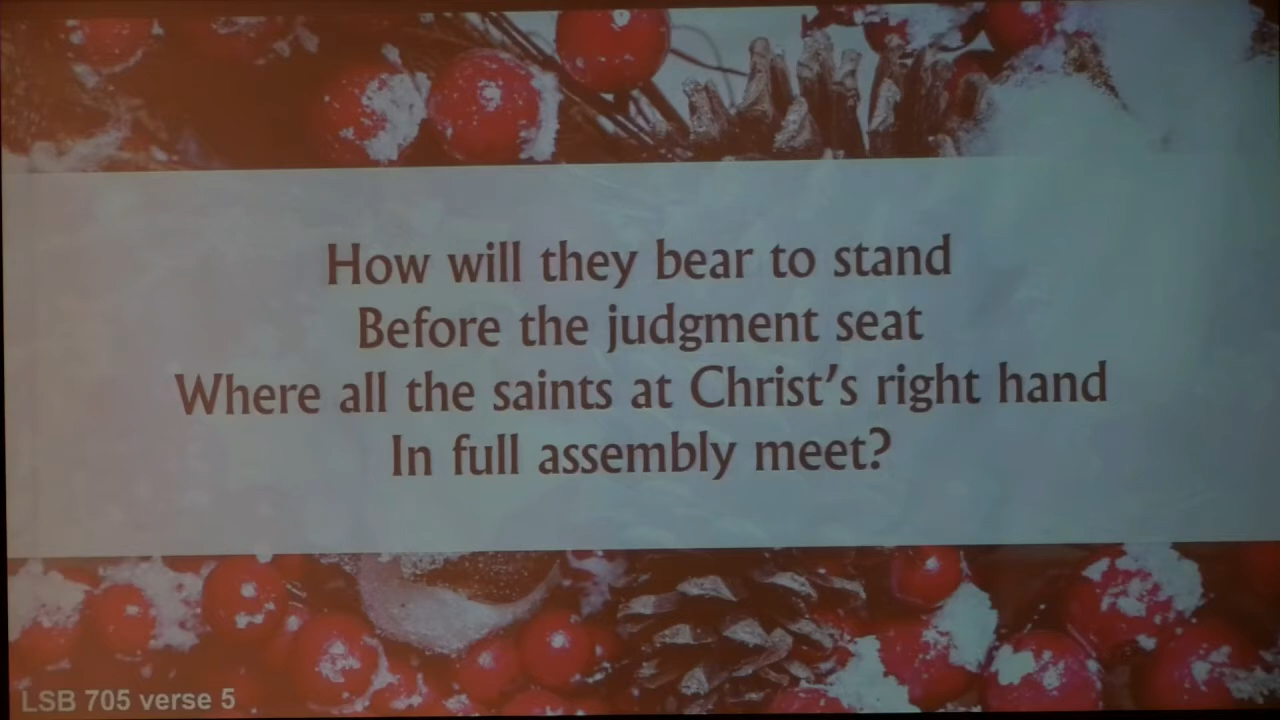 How will they bear to stand
Before the judgment seat
Where all the saints at Christ's right hand
In full assembly meet?
LSB 705 verse 5